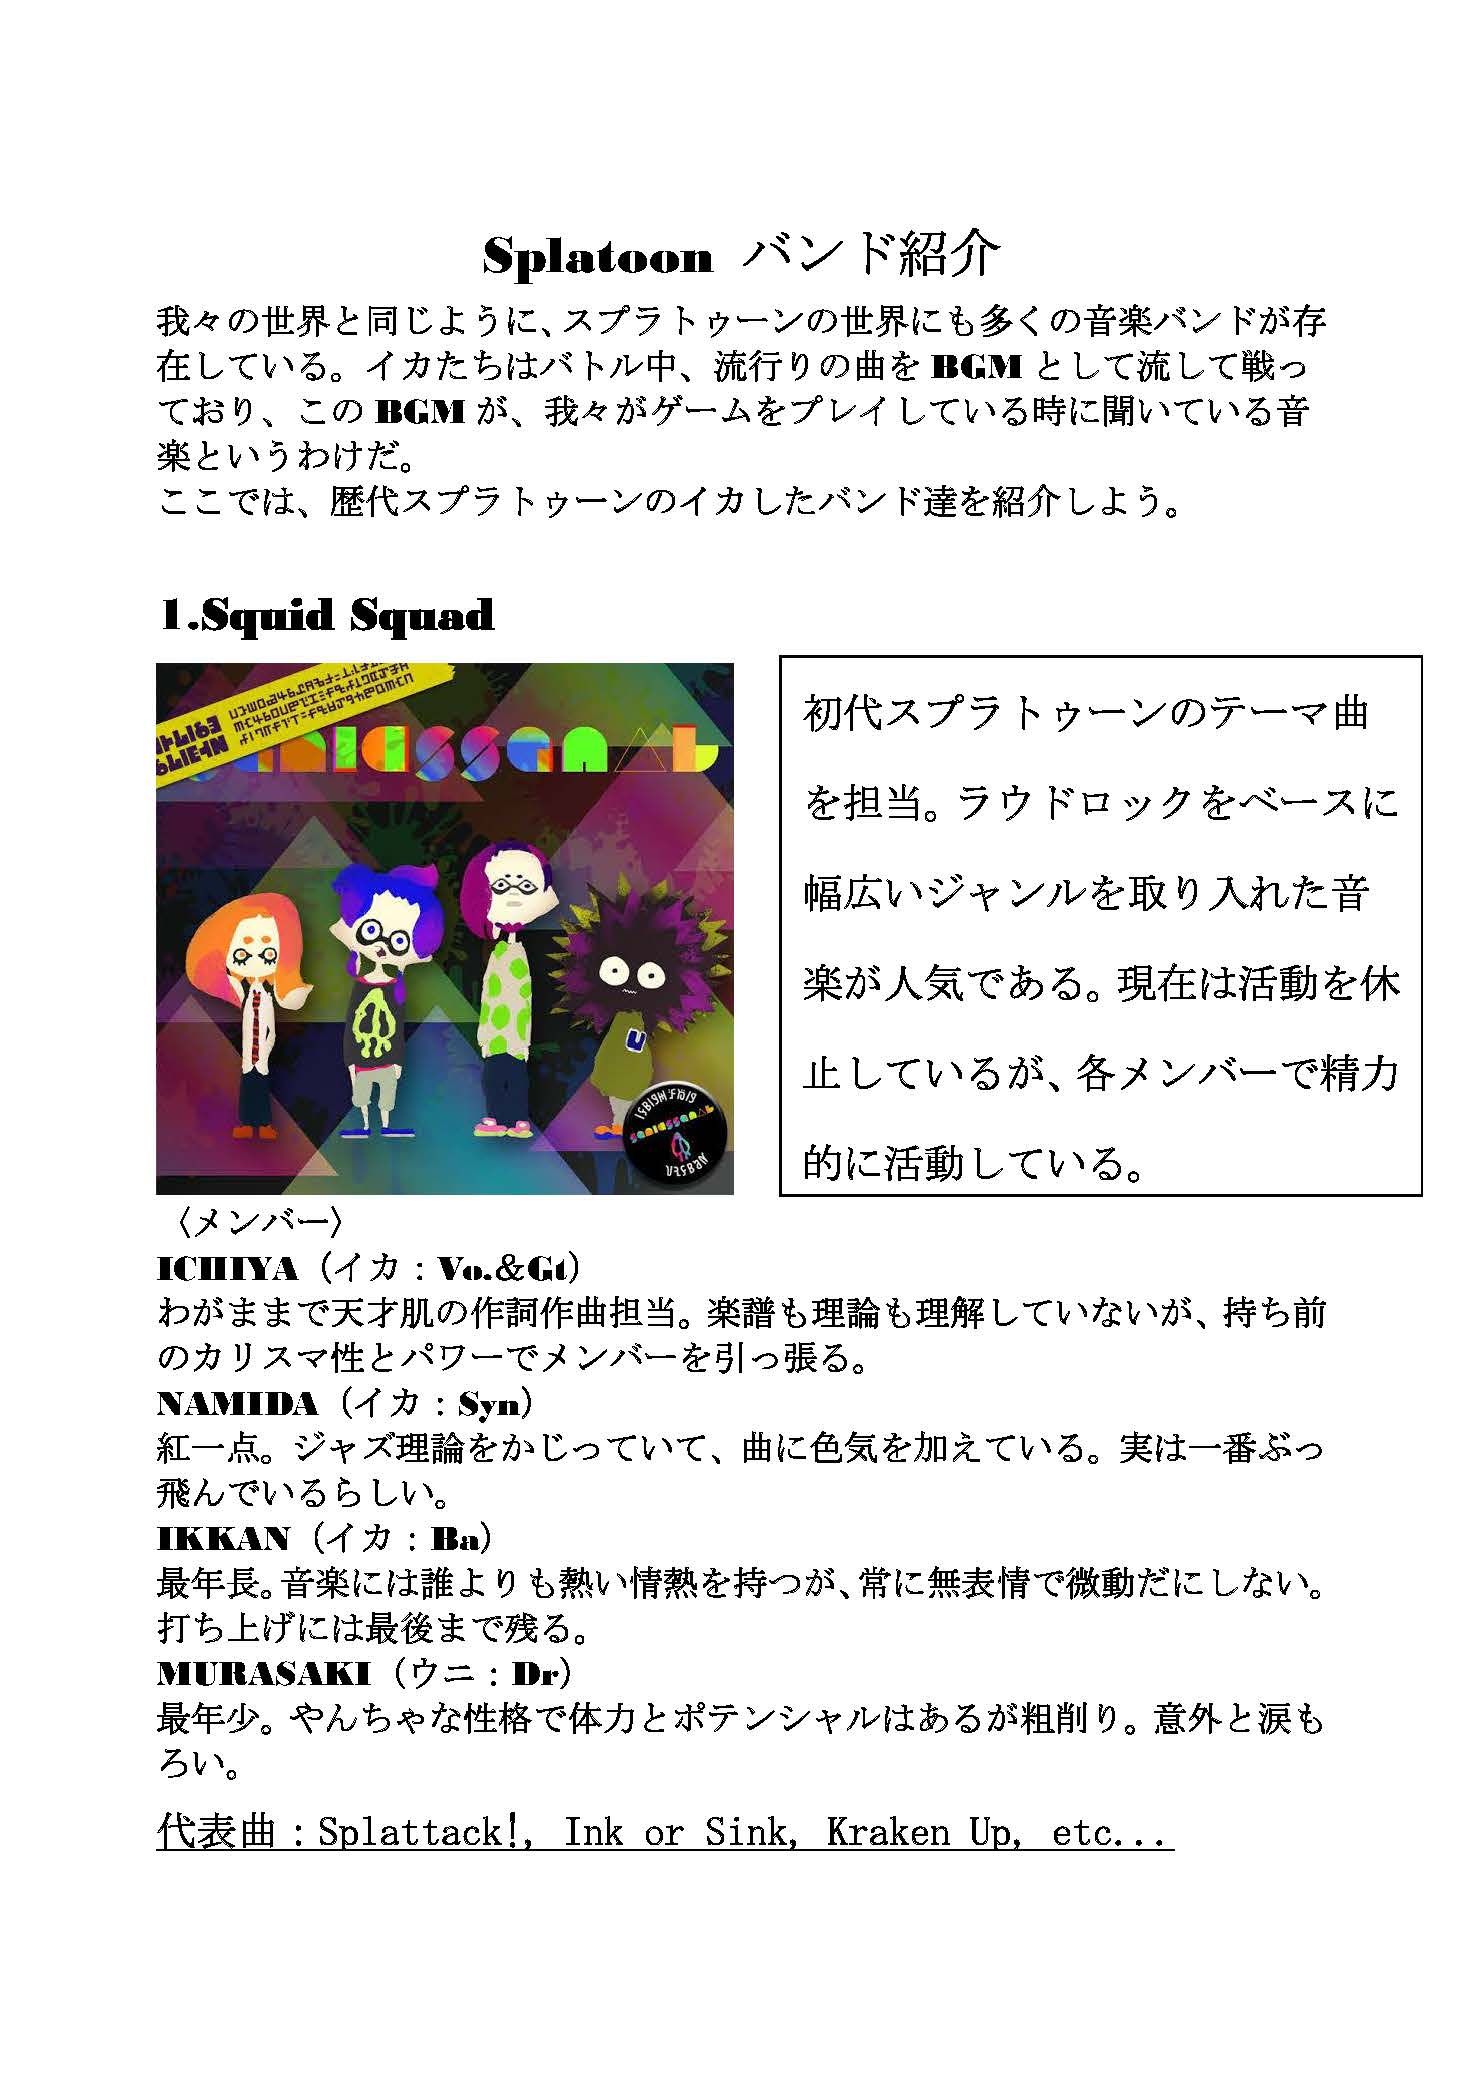 Splatoon バンド紹介
我々の世界と同じように、スプラトゥーンの世界にも多くの音楽バンドが存
在している。イカたちはバトル中、流行りの曲を BGM として流して戦っ
ており、この BGM が、我々がゲームをプレイしている時に聞いている音
楽というわけだ。
ここでは、歴代スプラトゥーンのイカしたバンド達を紹介しよう。
1.Squid Squad
初代スプラトゥーンのテーマ曲
を担当。ラウドロックをベースに
幅広いジャンルを取り入れた音
楽が人気である。現在は活動を休
止しているが、各メンバーで精力
的に活動している。
〈メンバー〉
ICHIYA（イカ：Vo.&Gt）
わがままで天才肌の作詞作曲担当。楽譜も理論も理解していないが、持ち前
のカリスマ性とパワーでメンバーを引っ張る。
NAMIDA（イカ：Syn）
紅一点。ジャズ理論をかじっていて、曲に色気を加えている。実は一番ぶっ
飛んでいるらしい。
IKKAN（イカ：Ba）
最年長。音楽には誰よりも熱い情熱を持つが、常に無表情で微動だにしない。
打ち上げには最後まで残る。
MURASAKI（ウニ：Dr）
最年少。やんちゃな性格で体力とポテンシャルはあるが粗削り。意外と涙も
ろい。
代表曲：Splattack!, Ink or Sink, Kraken Up, etc...